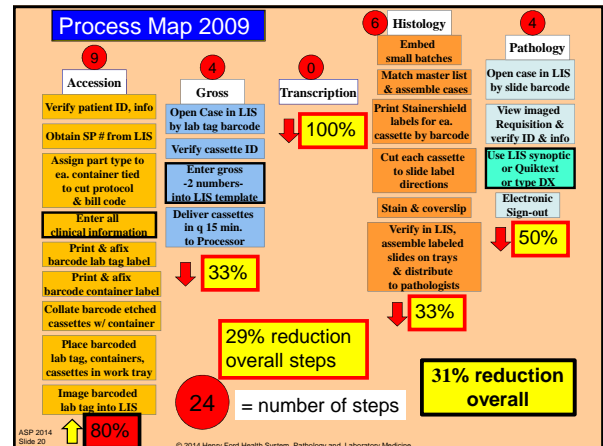 Process Map 2009
9
Accession
Verify patient ID, info
Obtain SP # from LIS
Assign part type to
ea. container tied
to cut protocol
& bill code
Enter all
clinical information
Print & afix
barcode lab tag label
Print & afix
barcode container label
Collate barcode etched
cassettes w/ container
Place barcoded
lab tag, containers,
cassettes in work tray
Image barcoded
lab tag into LIS
80%
4
Gross
Open Case in LIS
by lab tag barcode
Verify cassette ID
Enter gross
-2 numbers-
into LIS template
Deliver cassettes
in q 15 min.
to Processor
33%
0
Transcription
100%
6
Histology
Embed
small batches
Match master list
& assemble cases
Print Stainershield
labels for ea.
cassette by barcode
Cut each cassette
to slide label
directions
Stain & coverslip
Verify in LIS,
assemble labeled
slides on trays
& distribute
to pathologists
33%
4
Pathology
Open case in LIS
by slide barcode
View imaged
Requisition &
verify ID & info
Use LIS synoptic
or Quiktext
or type DX
Electronic
Sign-out
50%
29% reduction
overall steps
31% reduction
overall
24 = number of steps
ASP 2014
Slide 20
© 2014 Henry Ford Health System, Pathology and Laboratory Medicine